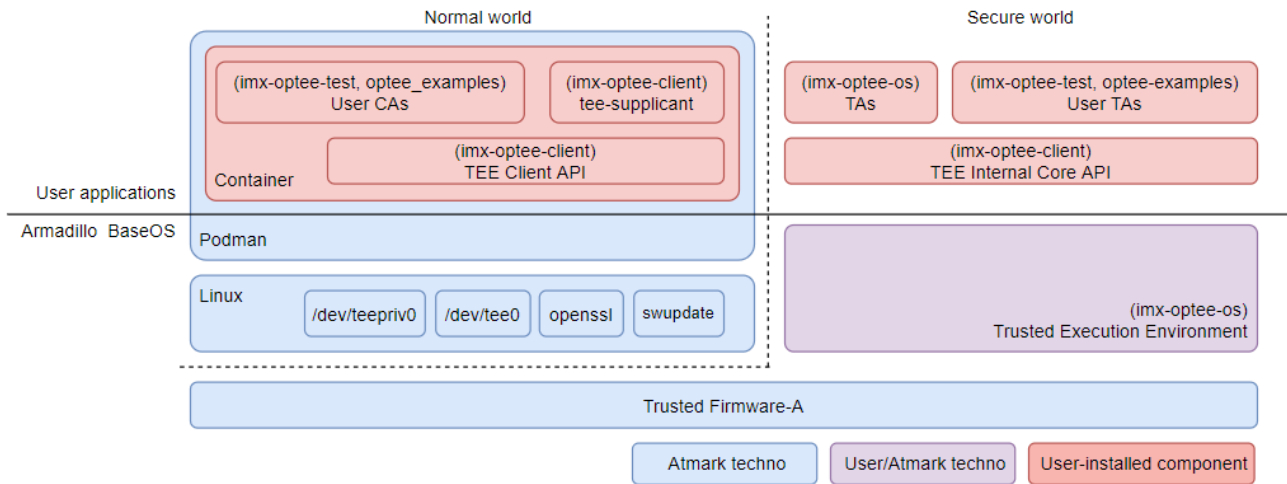 Normal world
Secure world
(imx-optee-test, optee_examples)
User CAs
(imx-optee-client)
tee-supplicant
(imx-optee-os)
TAs
(imx-optee-test, optee-examples)
User TAs
(imx-optee-client)
TEE Client API
Container
(imx-optee-client)
TEE Internal Core API
User applications
Armadillo BaseOS
Podman
Linux
/dev/teepriv0
/dev/tee0
openssl
swupdate
(imx-optee-os)
Trusted Execution Environment
Trusted Firmware-A
Atmark techno
User/Atmark techno
User-installed component